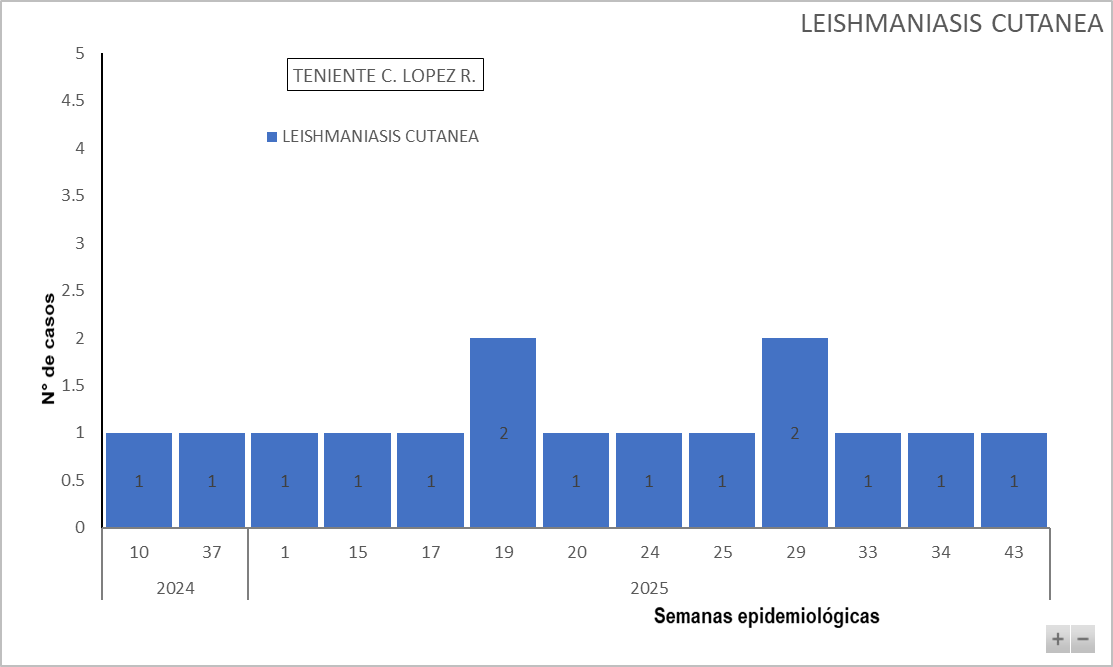 LEISHMANIASIS CUTANEA
TENIENTE C. LOPEZ R.
LEISHMANIASIS CUTANEA
N° de casos
5
4.5
4
3.5
3
2.5
2
1.5
1
0.5
0
1 1 1 1 1 2 1 1 1 2 1 1 1
10 37 1 15 17 19 20 24 25 29 33 34 43
2024 2025
Semanas epidemiológicas
+ −